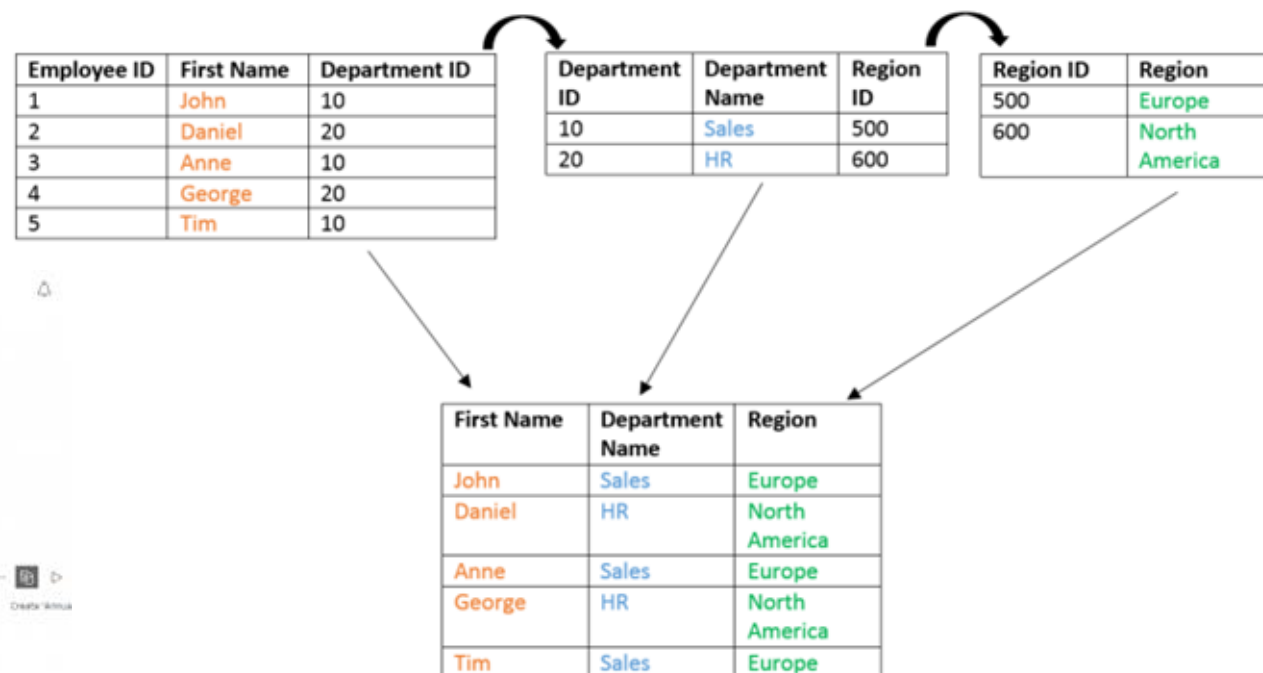 Employee ID First Name Department ID
1 John 10
2 Daniel 20
3 Anne 10
4 George 20
5 Tim 10
Department Department Region
ID Name ID
10 Sales 500
20 HR 600
Region ID Region
500 Europe
600 North
America
First Name Department Region
Name
John Sales Europe
Daniel HR North
America
Anne Sales Europe
George HR North
America
Tim Sales Europe
Create "Annua